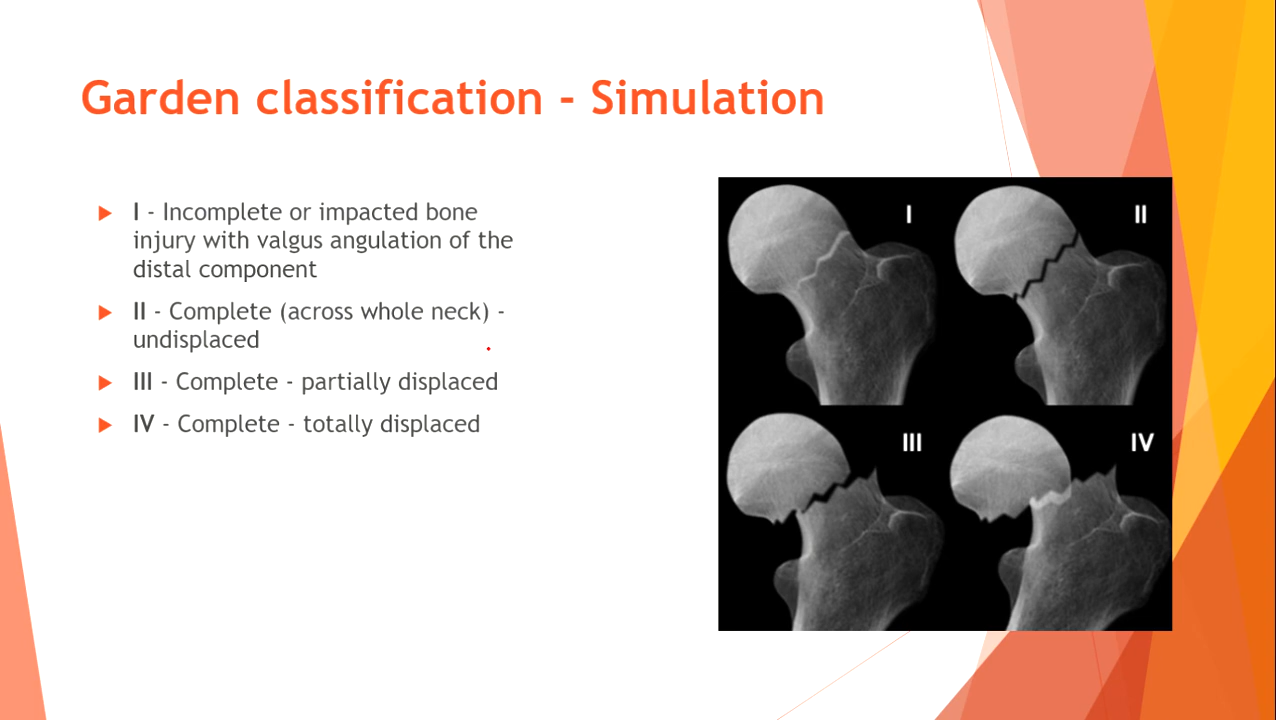 Garden classification - Simulation
I - Incomplete or impacted bone
injury with valgus angulation of the
distal component
II - Complete (across whole neck) -
undisplaced
III - Complete - partially displaced
IV - Complete - totally displaced
I
II
III
IV